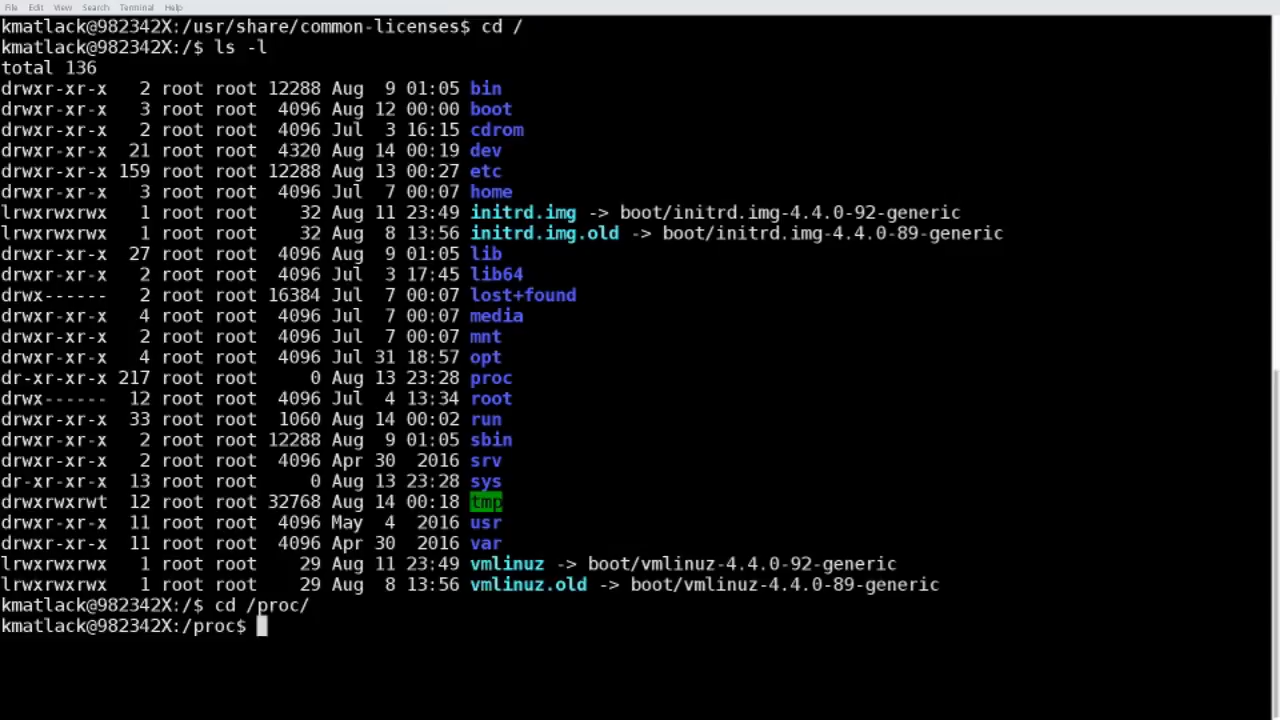 File Edit View Search Terminal Help
kmatlack@982342X:/usr/share/common-licenses$ cd /
kmatlack@982342X:/$ ls -l
total 136
drwxr-xr-x   2 root root 12288 Aug  9 01:05 bin
drwxr-xr-x   3 root root  4096 Aug 12 00:00 boot
drwxr-xr-x   2 root root  4096 Jul  3 16:15 cdrom
drwxr-xr-x  21 root root  4320 Aug 14 00:19 dev
drwxr-xr-x 159 root root 12288 Aug 13 00:27 etc
drwxr-xr-x   3 root root  4096 Jul  7 00:07 home
lrwxrwxrwx   1 root root    32 Aug 11 23:49 initrd.img -> boot/initrd.img-4.4.0-92-generic
lrwxrwxrwx   1 root root    32 Aug  8 13:56 initrd.img.old -> boot/initrd.img-4.4.0-89-generic
drwxr-xr-x  27 root root  4096 Aug  9 01:05 lib
drwxr-xr-x   2 root root  4096 Jul  3 17:45 lib64
drwx------   2 root root 16384 Jul  7 00:07 lost+found
drwxr-xr-x   4 root root  4096 Jul  7 00:07 media
drwxr-xr-x   2 root root  4096 Jul  7 00:07 mnt
drwxr-xr-x   4 root root  4096 Jul 31 18:57 opt
dr-xr-xr-x 217 root root     0 Aug 13 23:28 proc
drwx------  12 root root  4096 Jul  4 13:34 root
drwxr-xr-x  33 root root  1060 Aug 14 00:02 run
drwxr-xr-x   2 root root 12288 Aug  9 01:05 sbin
drwxr-xr-x   2 root root  4096 Apr 30  2016 srv
dr-xr-xr-x  13 root root     0 Aug 13 23:28 sys
drwxrwxrwt  12 root root 32768 Aug 14 00:18 tmp
drwxr-xr-x  11 root root  4096 May  4  2016 usr
drwxr-xr-x  11 root root  4096 Apr 30  2016 var
lrwxrwxrwx   1 root root    29 Aug 11 23:49 vmlinuz -> boot/vmlinuz-4.4.0-92-generic
lrwxrwxrwx   1 root root    29 Aug  8 13:56 vmlinuz.old -> boot/vmlinuz-4.4.0-89-generic
kmatlack@982342X:/$ cd /proc/
kmatlack@982342X:/proc$